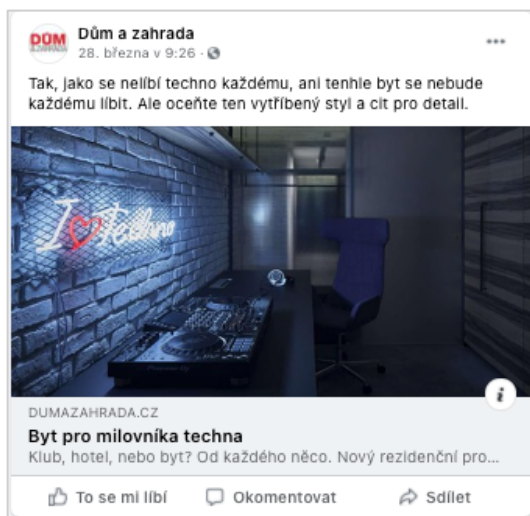 DŮM
Dům a zahrada
28. března v 9:26 ·
Tak, jako se nelíbí techno každému, ani tenhle byt se nebude
každému líbit. Ale oceňte ten vytříbený styl a cit pro detail.
I Techno
Pioneer DJ
DUMAZAHRADA.CZ
Byt pro milovníka techna
Klub, hotel, nebo byt? Od každého něco. Nový rezidenční pro...
To se mi líbí
Okomentovat
Sdílet